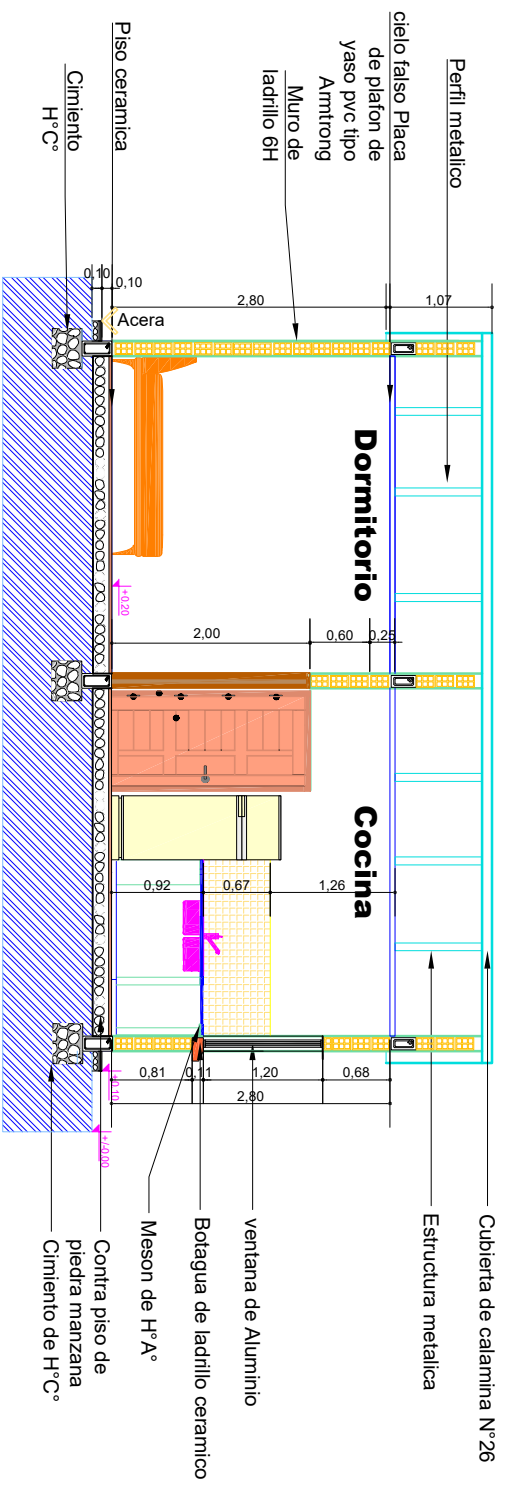 Perfil metalico
cielo falso Placa
de plafon de
yaso pvc tipo
Armtrong
Muro de
ladrillo 6H
Piso ceramica
Cimiento
H°C°
1,07
2,80
0,10
0,10
Acera
Dormitorio
+0.20
2,00
0,60
0,25
Cocina
0,92
0,67
1,26
0,81
0,11
1,20
0,68
2,80
+0.10
+/-0.00
Cubierta de calamina N°26
Estructura metalica
ventana de Aluminio
Botagua de ladrillo ceramico
Meson de H°A°
Contra piso de
piedra manzana
Cimiento de H°C°